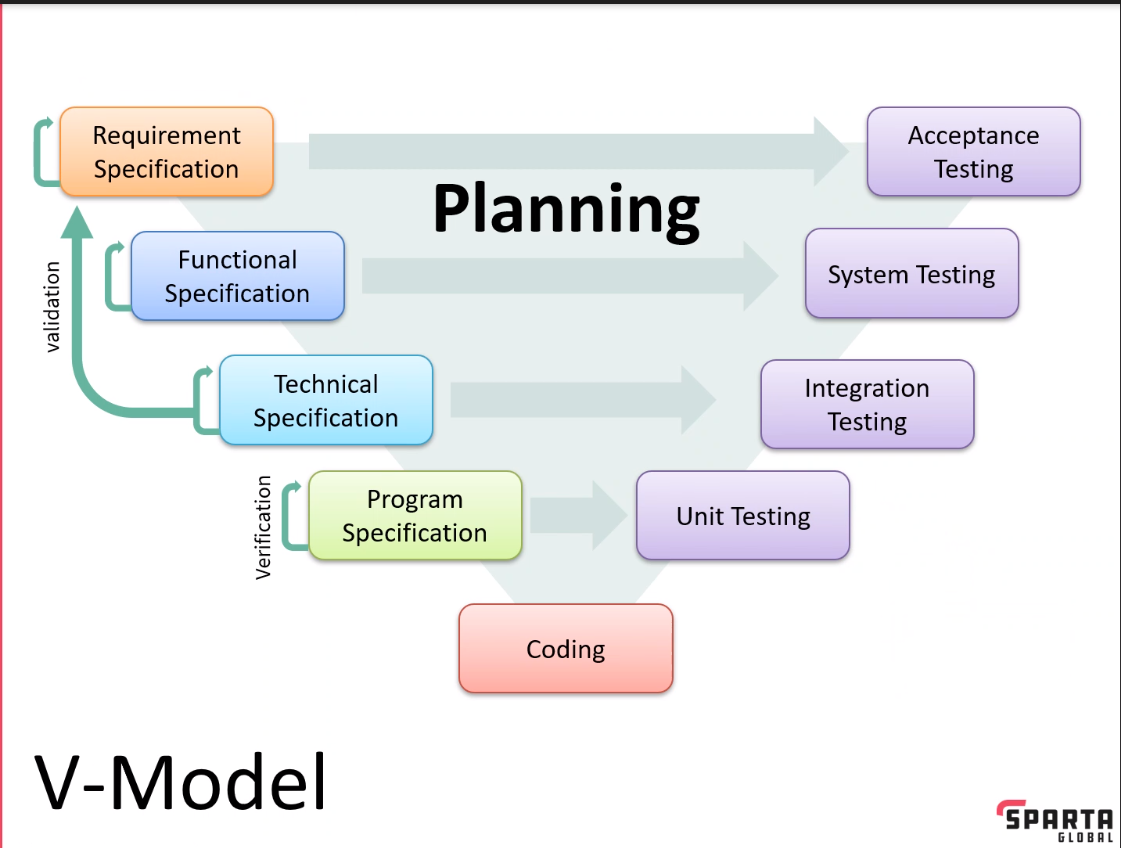 Requirement
Specification
Acceptance
Testing
Planning
Functional
Specification
System Testing
validation
Technical
Specification
Integration
Testing
Verification
Program
Specification
Unit Testing
Coding
V-Model
SPARTA
GLOBAL